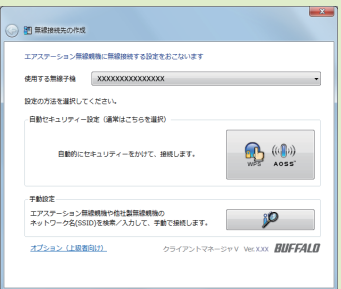 無線接続先の作成
エアステーション無線親機に無線接続する設定をおこないます
使用する無線子機
XXXXXXXXXXXXXXX
設定の方法を選択してください。
自動セキュリティー設定（通常はこちらを選択）
自動的にセキュリティーをかけて、接続します。
WPS AOSS™
手動設定
エアステーション無線親機や他社製無線親機の
ネットワーク名(SSID)を検索／入力して、手動で接続します。
オプション（上級者向け）
クライアントマネージャV Ver.X.XX BUFFALO